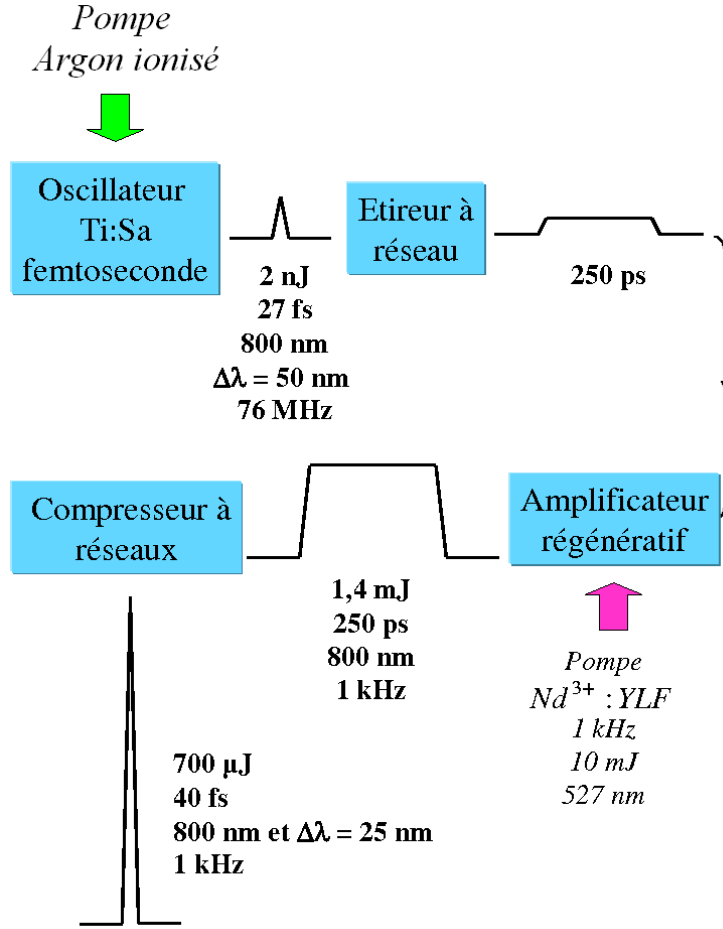 Pompe
Argon ionisé
Oscillateur
Ti:Sa
femtoseconde
2 nJ
27 fs
800 nm
Δλ = 50 nm
76 MHz
Etireur à
réseau
250 ps
Amplificateur
régénératif
Pompe
Nd³⁺ : YLF
1 kHz
10 mJ
527 nm
1,4 mJ
250 ps
800 nm
1 kHz
Compresseur à
réseaux
700 µJ
40 fs
800 nm et Δλ = 25 nm
1 kHz